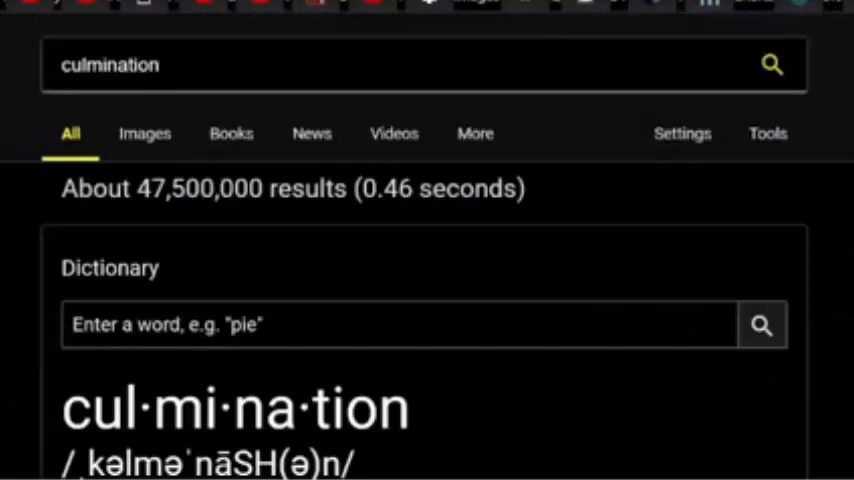 culmination
All Images Books News Videos More Settings Tools
About 47,500,000 results (0.46 seconds)
Dictionary
Enter a word, e.g. "pie"
cul·mi·na·tion
/ˌkəlməˈnāSH(ə)n/